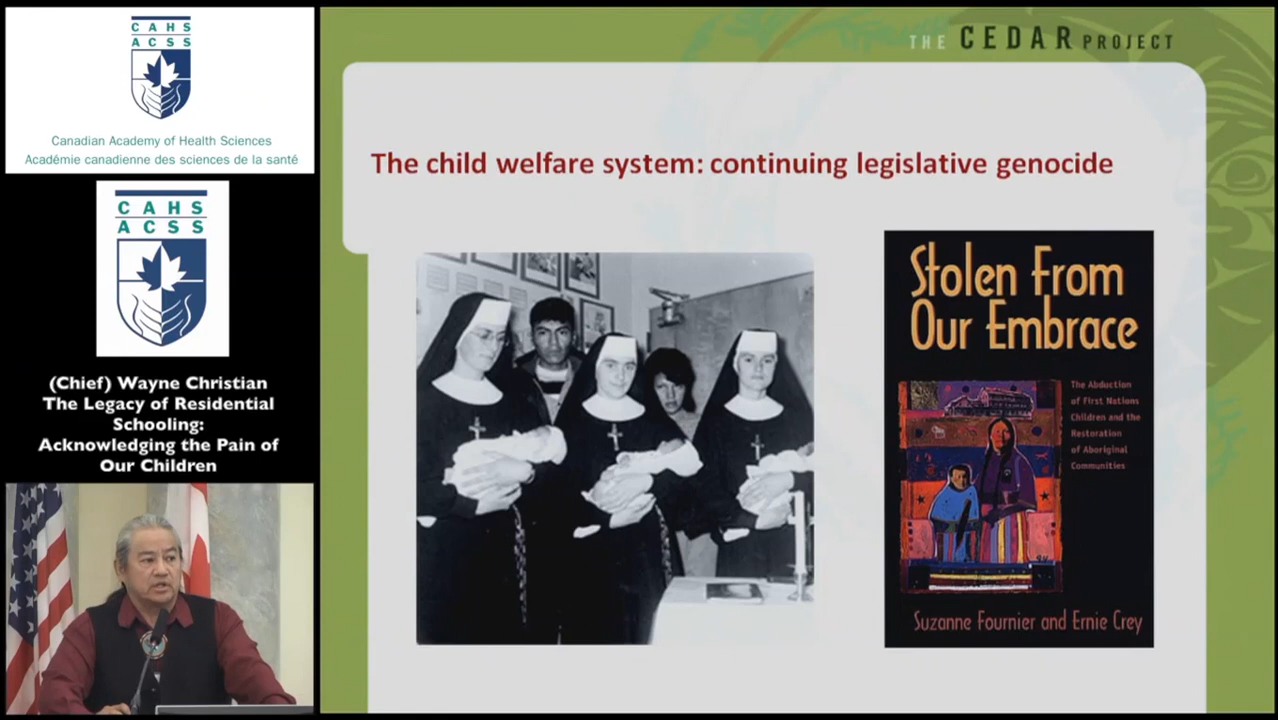 CAHS
ACSS
Canadian Academy of Health Sciences
Académie canadienne des sciences de la santé
CAHS
ACSS
(Chief) Wayne Christian
The Legacy of Residential
Schooling:
Acknowledging the Pain of
Our Children
THE CEDAR PROJECT
The child welfare system: continuing legislative genocide
Stolen From
Our Embrace
The Abduction
of First Nations
Children and the
Restoration
of Aboriginal
Communities
Suzanne Fournier and Ernie Crey